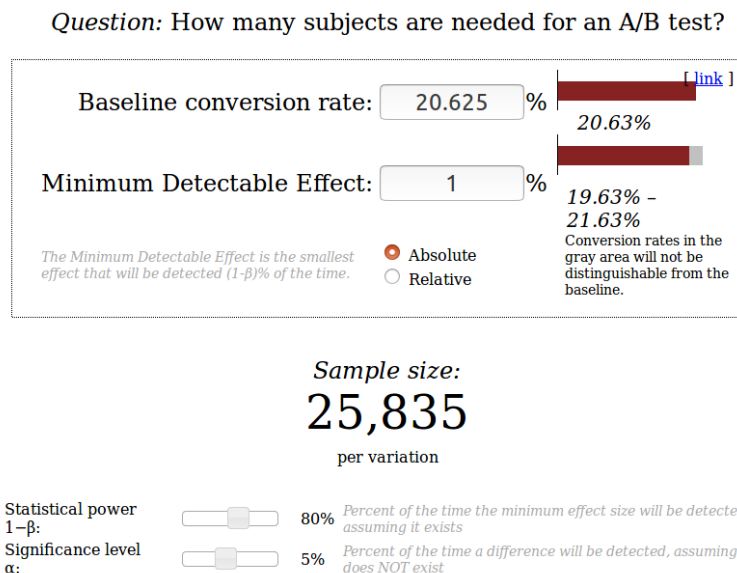 Question: How many subjects are needed for an A/B test?
[ link ]
Baseline conversion rate: 20.625 %
20.63%
Minimum Detectable Effect: 1 %
19.63% –
21.63%
The Minimum Detectable Effect is the smallest
effect that will be detected (1-β)% of the time.
Absolute
Relative
Conversion rates in the
gray area will not be
distinguishable from the
baseline.
Sample size:
25,835
per variation
Statistical power
1−β:
80%
Percent of the time the minimum effect size will be detecte
assuming it exists
Significance level
α:
5%
Percent of the time a difference will be detected, assuming
does NOT exist